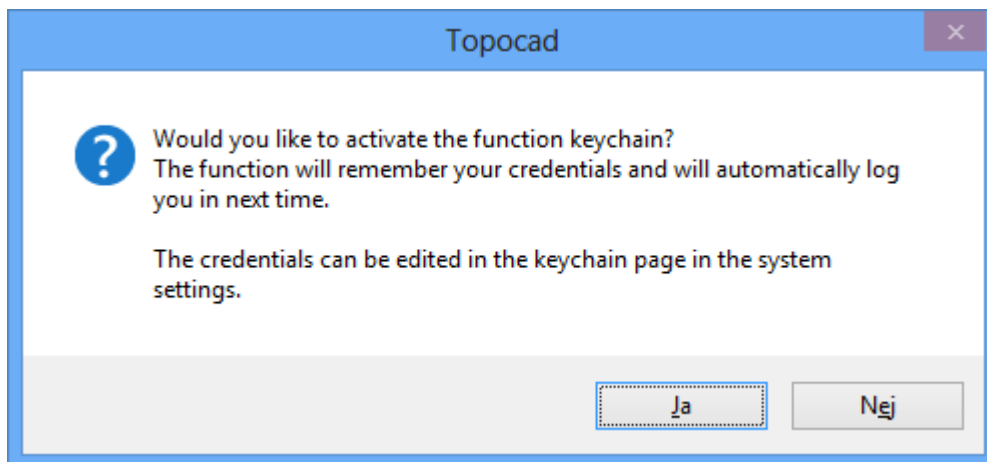 Topocad
Would you like to activate the function keychain?
The function will remember your credentials and will automatically log
you in next time.
The credentials can be edited in the keychain page in the system
settings.
Ja
Nej